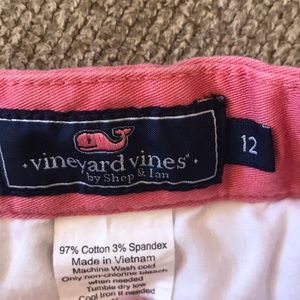 · vineyard vines® ·
by Shep & Ian
12
97% Cotton 3% Spandex
Made in Vietnam
Machine Wash cold
Only non-chlorine bleach
when needed
Tumble dry low
Cool Iron if needed